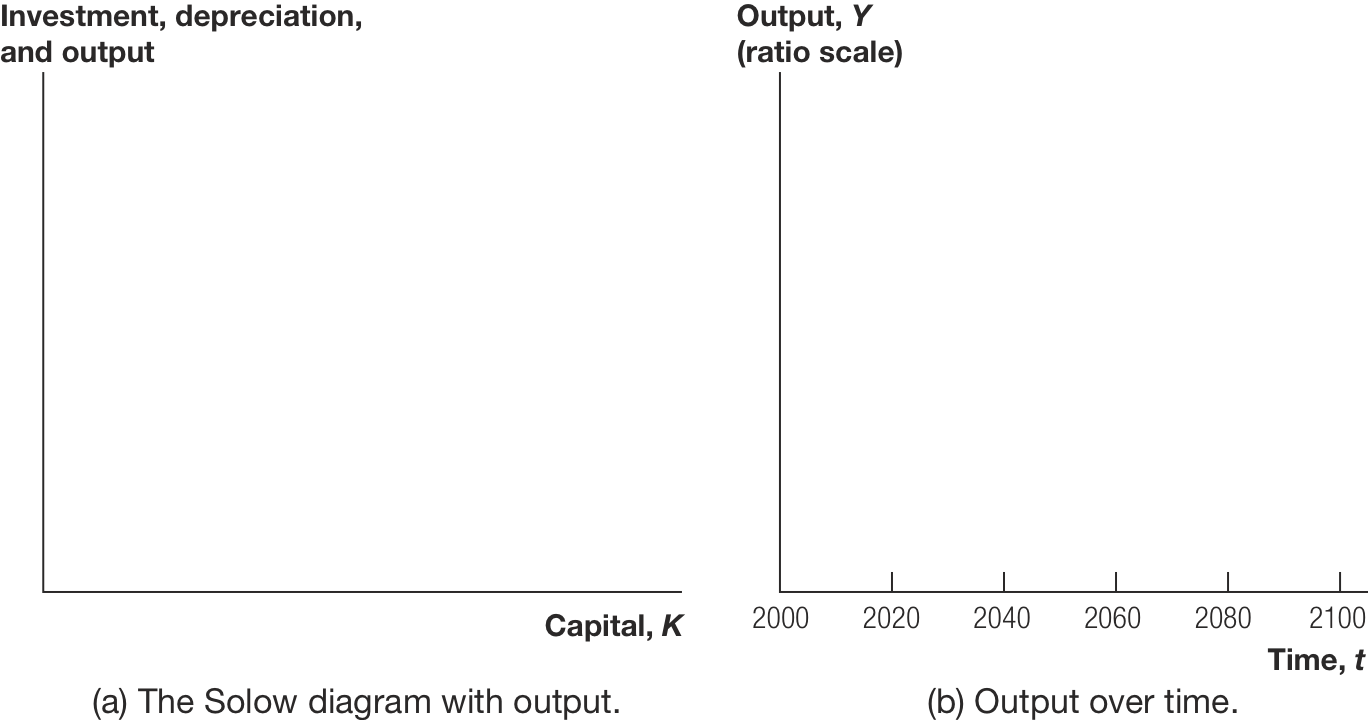 Investment, depreciation,
and output
Capital, K
(a) The Solow diagram with output.
Output, Y
(ratio scale)
2000 2020 2040 2060 2080 2100
Time, t
(b) Output over time.